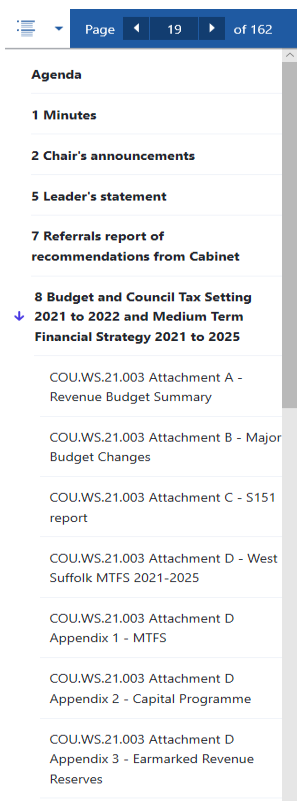 Page 19 of 162
Agenda
1 Minutes
2 Chair's announcements
5 Leader's statement
7 Referrals report of
recommendations from Cabinet
8 Budget and Council Tax Setting
2021 to 2022 and Medium Term
Financial Strategy 2021 to 2025
COU.WS.21.003 Attachment A -
Revenue Budget Summary
COU.WS.21.003 Attachment B - Major
Budget Changes
COU.WS.21.003 Attachment C - S151
report
COU.WS.21.003 Attachment D - West
Suffolk MTFS 2021-2025
COU.WS.21.003 Attachment D
Appendix 1 - MTFS
COU.WS.21.003 Attachment D
Appendix 2 - Capital Programme
COU.WS.21.003 Attachment D
Appendix 3 - Earmarked Revenue
Reserves